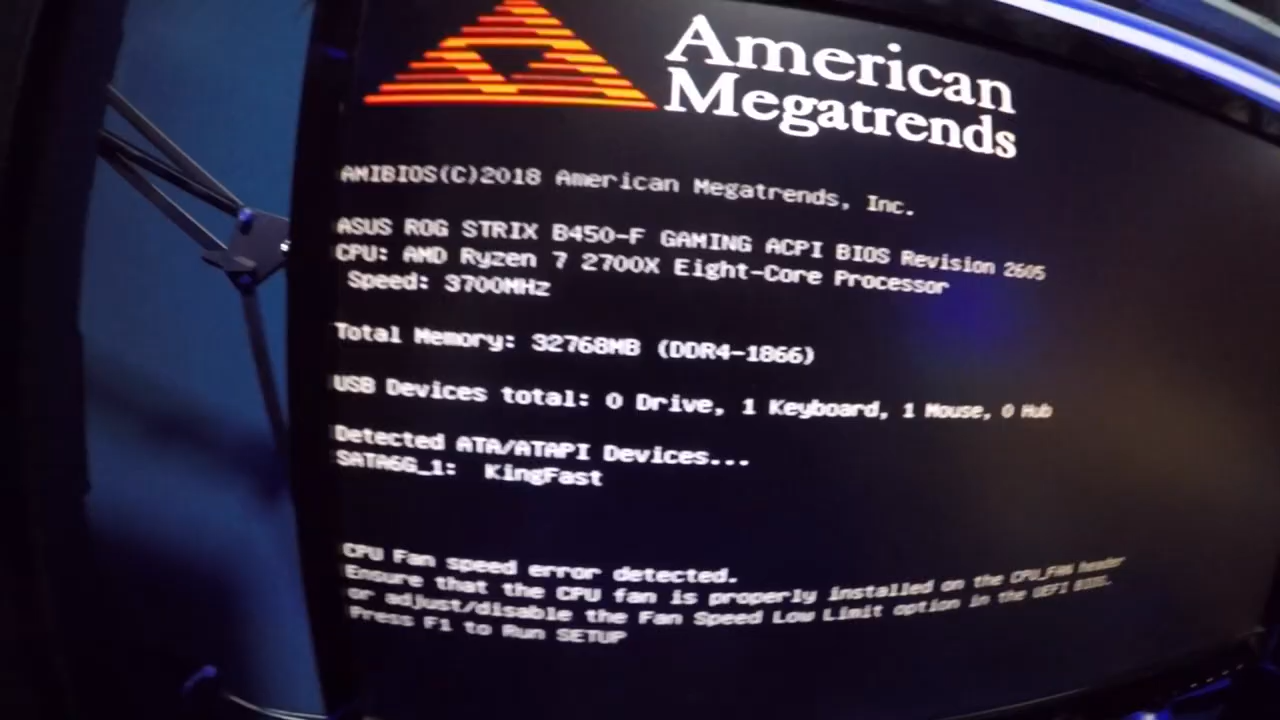 American
Megatrends
AMIBIOS(C)2018 American Megatrends, Inc.
ASUS ROG STRIX B450-F GAMING ACPI BIOS Revision 2605
CPU: AMD Ryzen 7 2700X Eight-Core Processor
Speed: 3700MHz
Total Memory: 32768MB (DDR4-1866)
USB Devices total: 0 Drive, 1 Keyboard, 1 Mouse, 0 Hub
Detected ATA/ATAPI Devices...
SATA6G_1: KingFast
CPU Fan speed error detected.
Ensure that the CPU fan is properly installed on the CPU_FAN header
or adjust/disable the Fan Speed Low Limit option in the UEFI BIOS.
Press F1 to Run SETUP